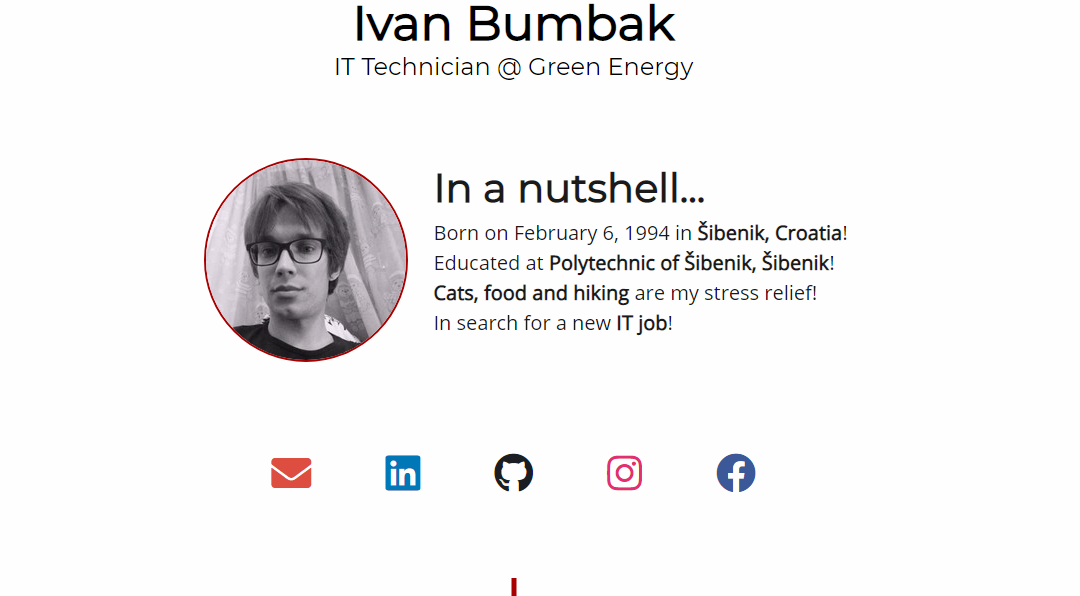 Ivan Bumbak
IT Technician @ Green Energy
In a nutshell...
Born on February 6, 1994 in Šibenik, Croatia!
Educated at Polytechnic of Šibenik, Šibenik!
Cats, food and hiking are my stress relief!
In search for a new IT job!
in